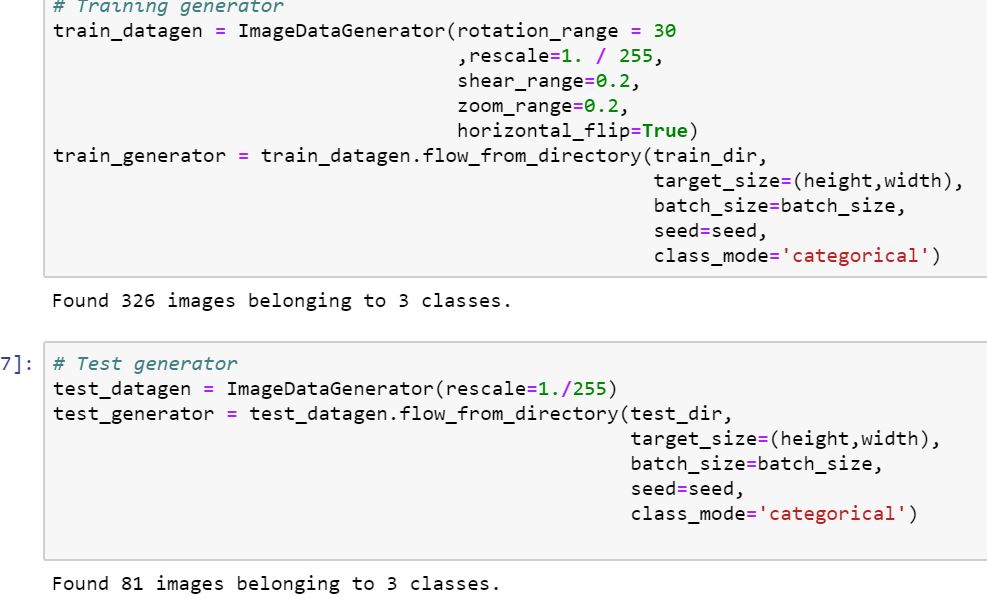 # Training generator
train_datagen = ImageDataGenerator(rotation_range = 30
,rescale=1. / 255,
shear_range=0.2,
zoom_range=0.2,
horizontal_flip=True)
train_generator = train_datagen.flow_from_directory(train_dir,
target_size=(height,width),
batch_size=batch_size,
seed=seed,
class_mode='categorical')
Found 326 images belonging to 3 classes.
7]:
# Test generator
test_datagen = ImageDataGenerator(rescale=1./255)
test_generator = test_datagen.flow_from_directory(test_dir,
target_size=(height,width),
batch_size=batch_size,
seed=seed,
class_mode='categorical')
Found 81 images belonging to 3 classes.